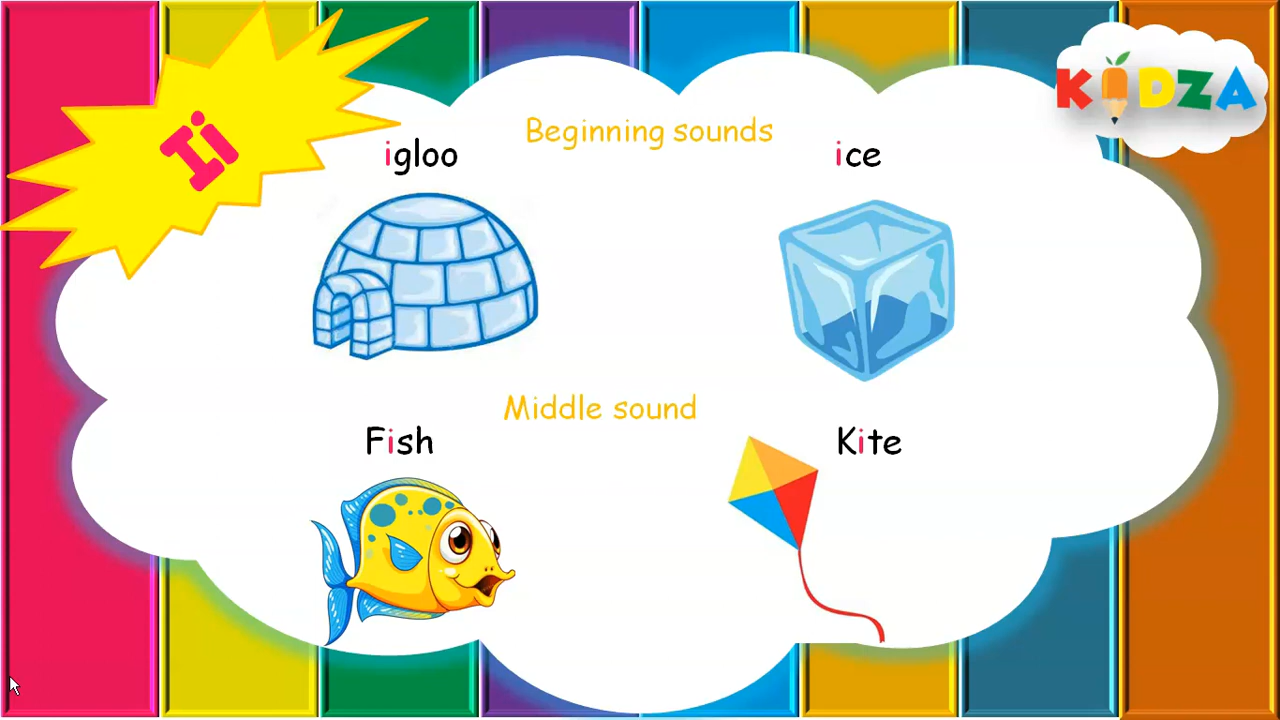 Ii
Beginning sounds
igloo
ice
KIDZA
Middle sound
Fish
Kite